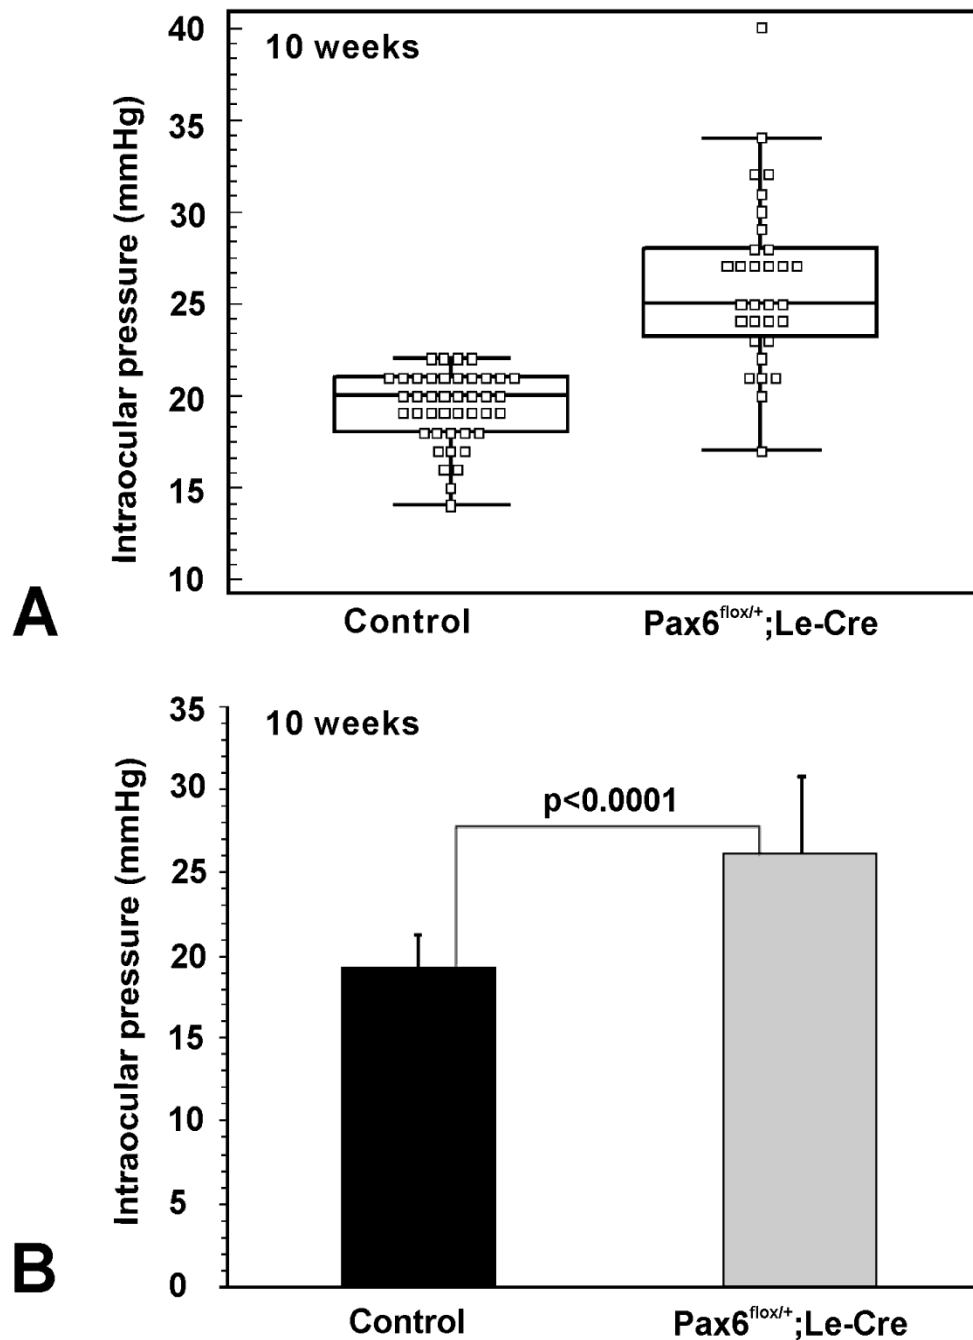 40
10 weeks
35
30
25
20
15
10
Intraocular pressure (mmHg)
A
Control
Pax6flox/+;Le-Cre
35
10 weeks
30
p<0.0001
25
20
15
10
5
0
Intraocular pressure (mmHg)
B
Control
Pax6flox/+;Le-Cre